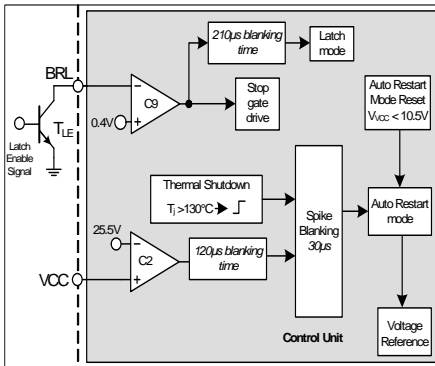 210µs blanking
time
Latch
mode
BRL
C9
TLE
0.4V
Stop
gate
drive
Latch
Enable
Signal
Auto Restart
Mode Reset
VVCC < 10.5V
Thermal Shutdown
Tj >130°C
Spike
Blanking
30µs
Auto Restart
mode
25.5V
C2
120µs blanking
time
VCC
Voltage
Reference
Control Unit